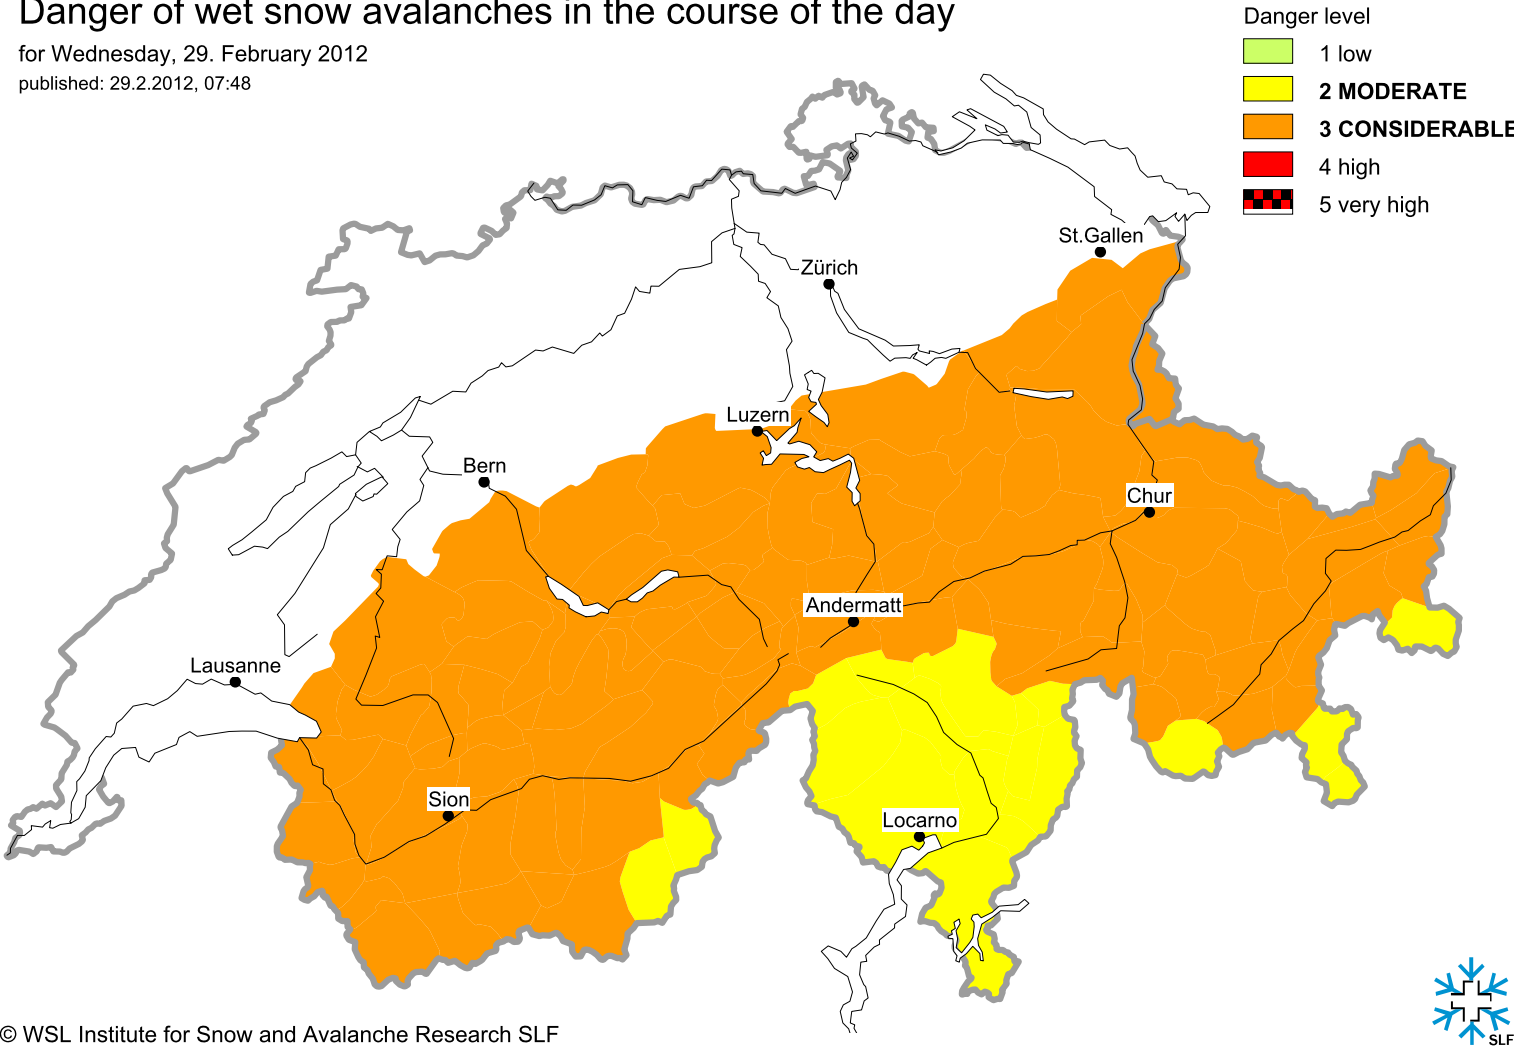 Danger of wet snow avalanches in the course of the day
for Wednesday, 29. February 2012
published: 29.2.2012, 07:48
Danger level
1 low
2 MODERATE
3 CONSIDERABLE
4 high
5 very high
St.Gallen
Zürich
Luzern
Bern
Chur
Andermatt
Lausanne
Sion
Locarno
© WSL Institute for Snow and Avalanche Research SLF
SLF